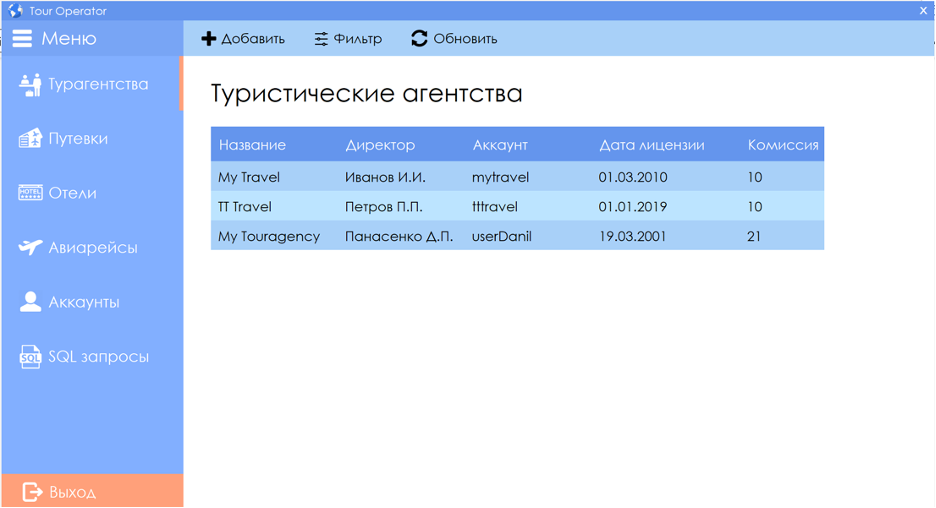 Tour Operator x
Меню
Добавить Фильтр Обновить
Турагентства
Путевки
HOTEL Отели
Авиарейсы
Аккаунты
SQL SQL запросы
Выход
Туристические агентства
Название Директор Аккаунт Дата лицензии Комиссия
My Travel Иванов И.И. mytravel 01.03.2010 10
TT Travel Петров П.П. tttravel 01.01.2019 10
My Touragency Панасенко Д.П. userDanil 19.03.2001 21